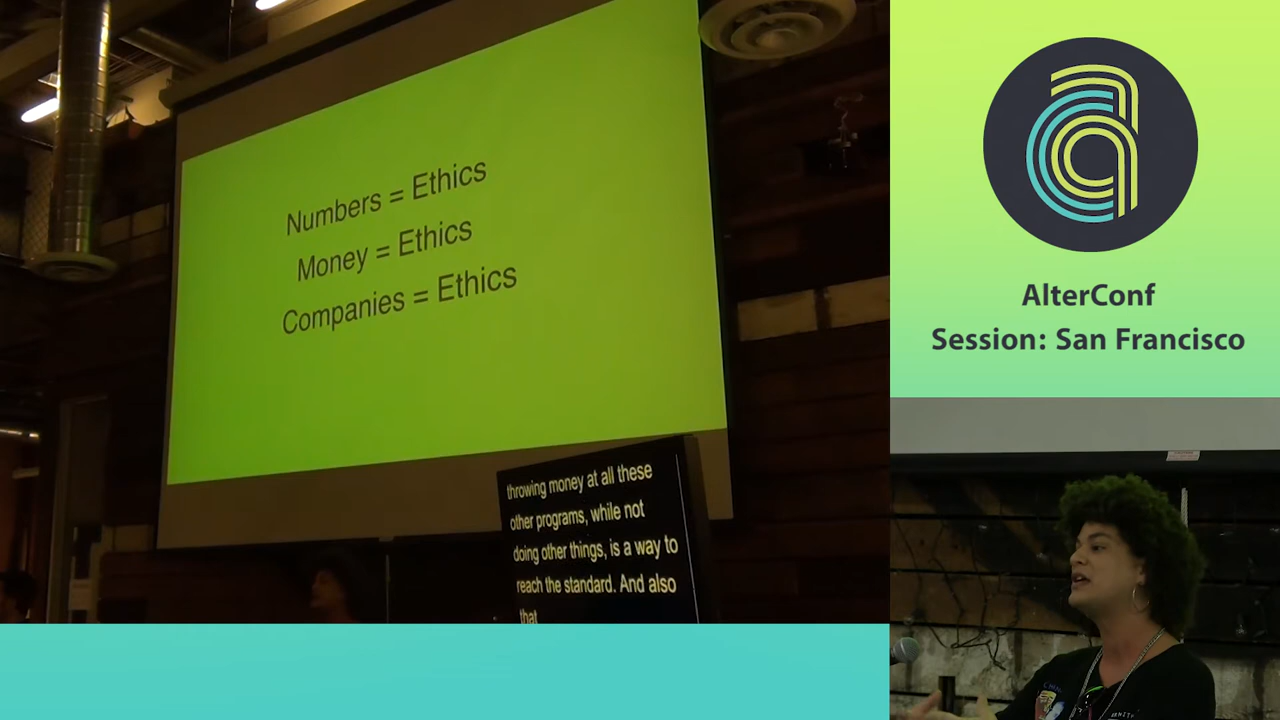 Numbers = Ethics
Money = Ethics
Companies = Ethics
throwing money at all these
other programs, while not
doing other things, is a way to
reach the standard. And also
that
AlterConf
Session: San Francisco